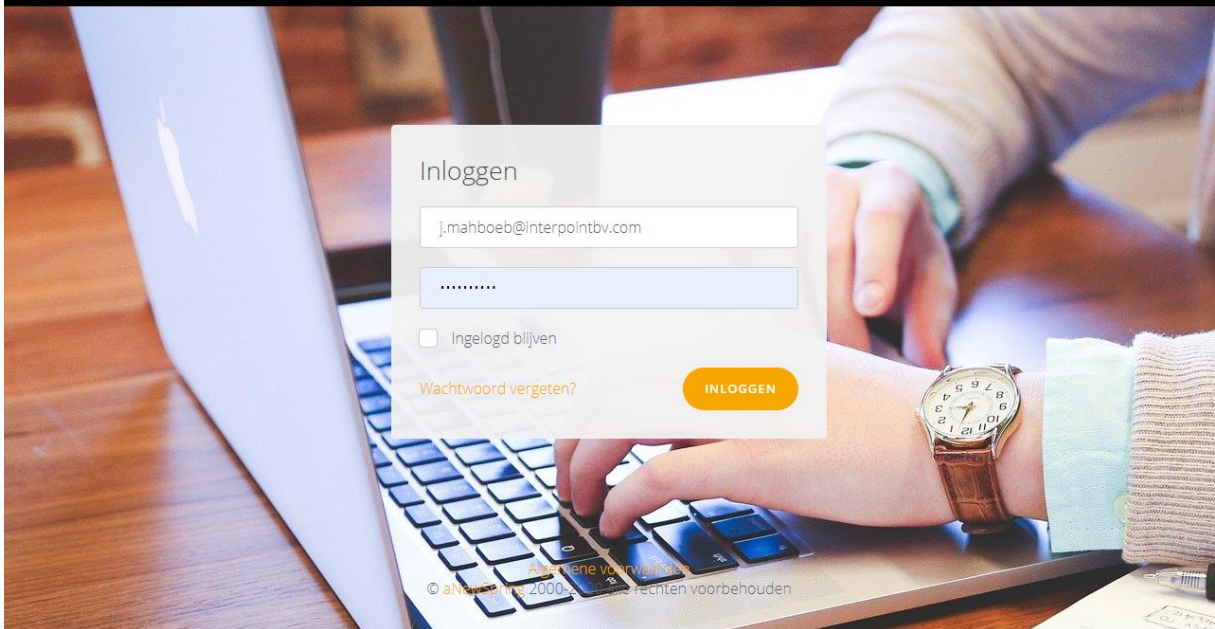 Inloggen
j.mahboeb@interpointbv.com
··········
Ingelogd blijven
Wachtwoord vergeten?
INLOGGEN
Algemene voorwaarden
© aNewSpring 2000- rechten voorbehouden